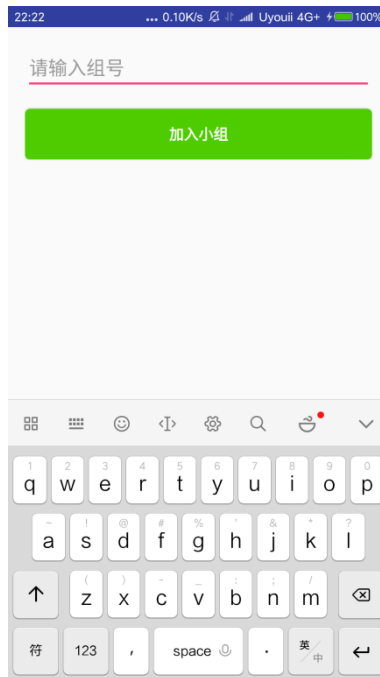 22:22 ... 0.10K/s Uyouii 4G+ 100%
请输入组号
加入小组
1 2 3 4 5 6 7 8 9 0
q w e r t y u i o p
~ ! @ # % ' & * ?
a s d f g h j k l
( ) - _ : ; /
z x c v b n m
符 123 , space . 英/中